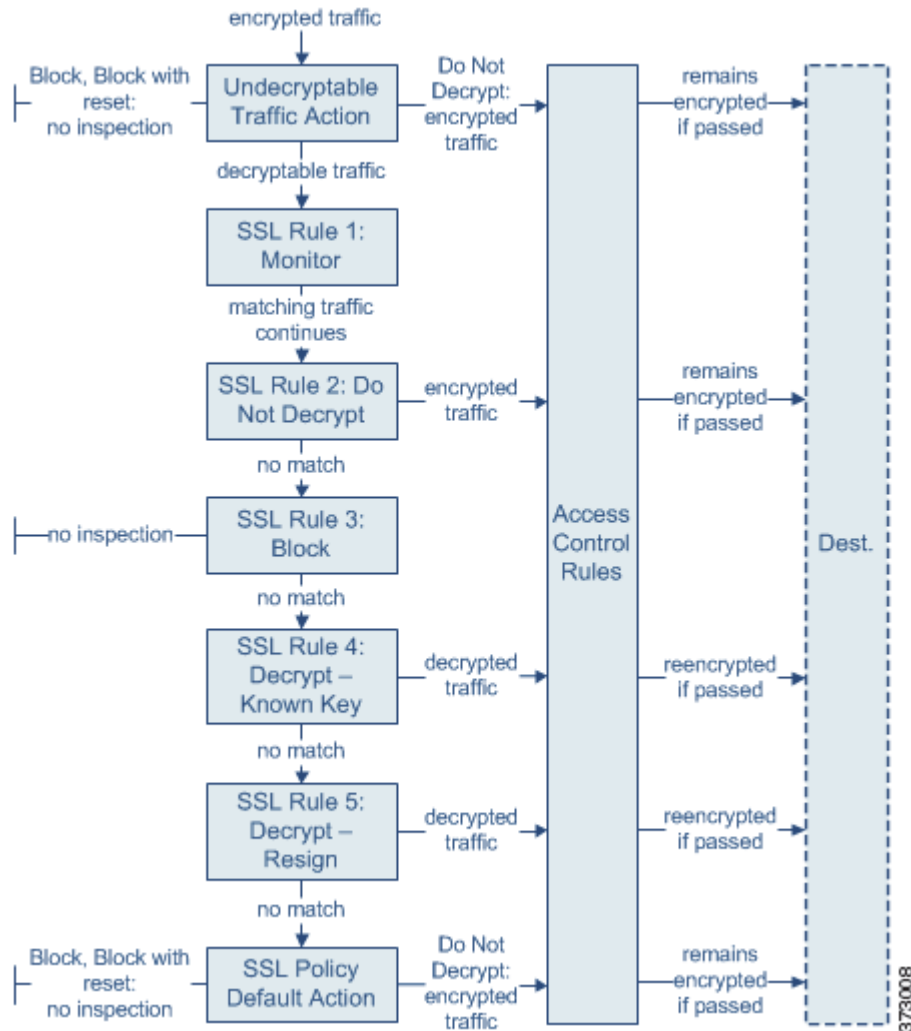 encrypted traffic
Block, Block with
reset:
no inspection
Undecryptable
Traffic Action
Do Not
Decrypt:
encrypted
traffic
remains
encrypted
if passed
decryptable traffic
SSL Rule 1:
Monitor
matching traffic
continues
SSL Rule 2: Do
Not Decrypt
encrypted
traffic
remains
encrypted
if passed
no match
no inspection
SSL Rule 3:
Block
Access
Control
Rules
Dest.
no match
SSL Rule 4:
Decrypt –
Known Key
decrypted
traffic
reencrypted
if passed
no match
SSL Rule 5:
Decrypt –
Resign
decrypted
traffic
reencrypted
if passed
no match
Block, Block with
reset:
no inspection
SSL Policy
Default Action
Do Not
Decrypt:
encrypted
traffic
remains
encrypted
if passed
373008